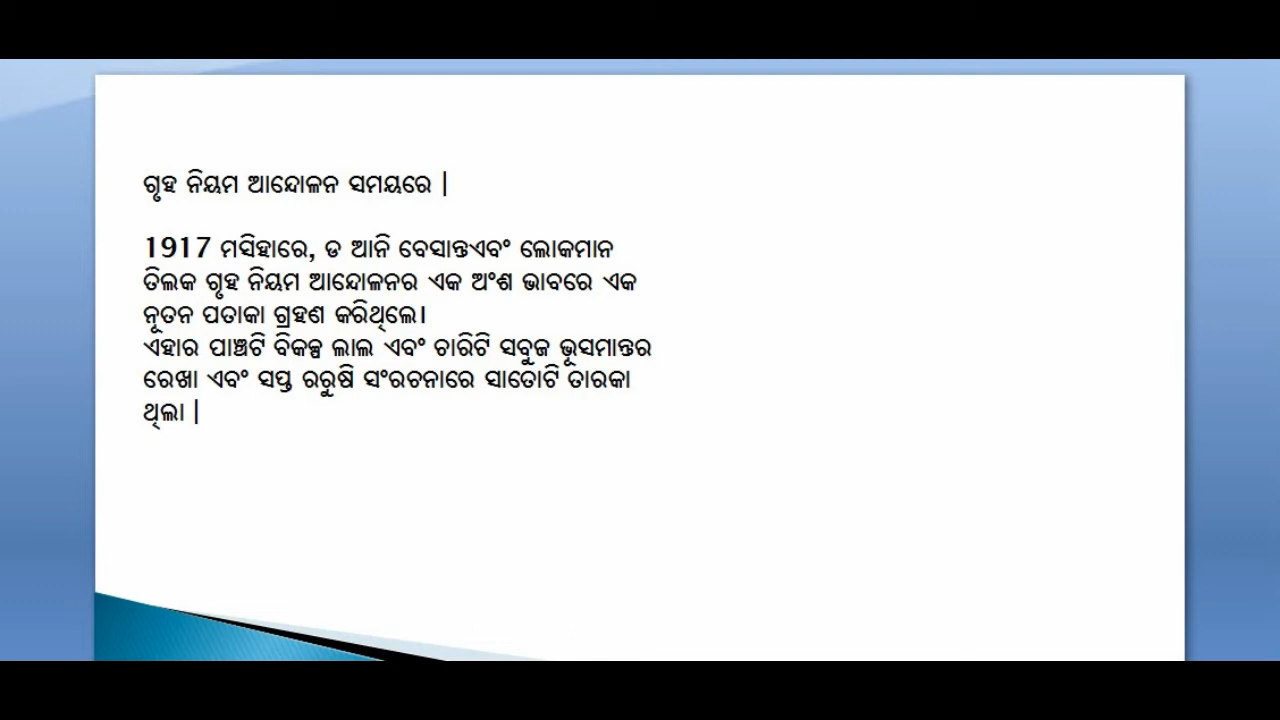 ଗୃହ ନିୟମ ଆନ୍ଦୋଳନ ସମୟରେ |
1917 ମସିହାରେ, ଡ ଆନି ବେସାନ୍ତଏବଂ ଲୋକମାନ
ତିଲକ ଗୃହ ନିୟମ ଆନ୍ଦୋଳନର ଏକ ଅଂଶ ଭାବରେ ଏକ
ନୂତନ ପତାକା ଗ୍ରହଣ କରିଥିଲେ।
ଏହାର ପାଞ୍ଚଟି ବିକଳ୍ପ ଲାଲ ଏବଂ ଚାରିଟି ସବୁଜ ଭୂସମାନ୍ତର
ରେଖା ଏବଂ ସପ୍ତ ରରୁଷି ସଂରଚନାରେ ସାତୋଟି ତାରକା
ଥିଲା |